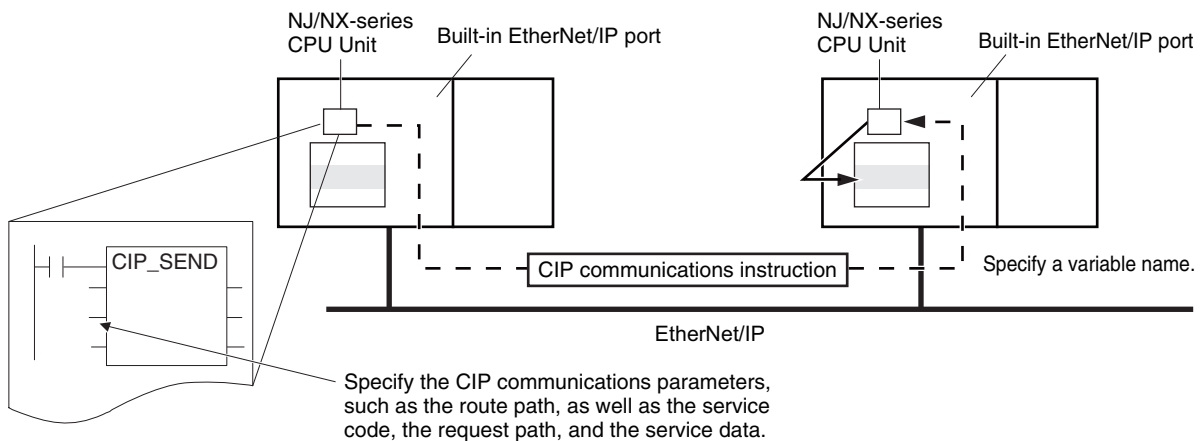 NJ/NX-series
CPU Unit
Built-in EtherNet/IP port
NJ/NX-series
CPU Unit
Built-in EtherNet/IP port
CIP_SEND
CIP communications instruction
Specify a variable name.
EtherNet/IP
Specify the CIP communications parameters,
such as the route path, as well as the service
code, the request path, and the service data.